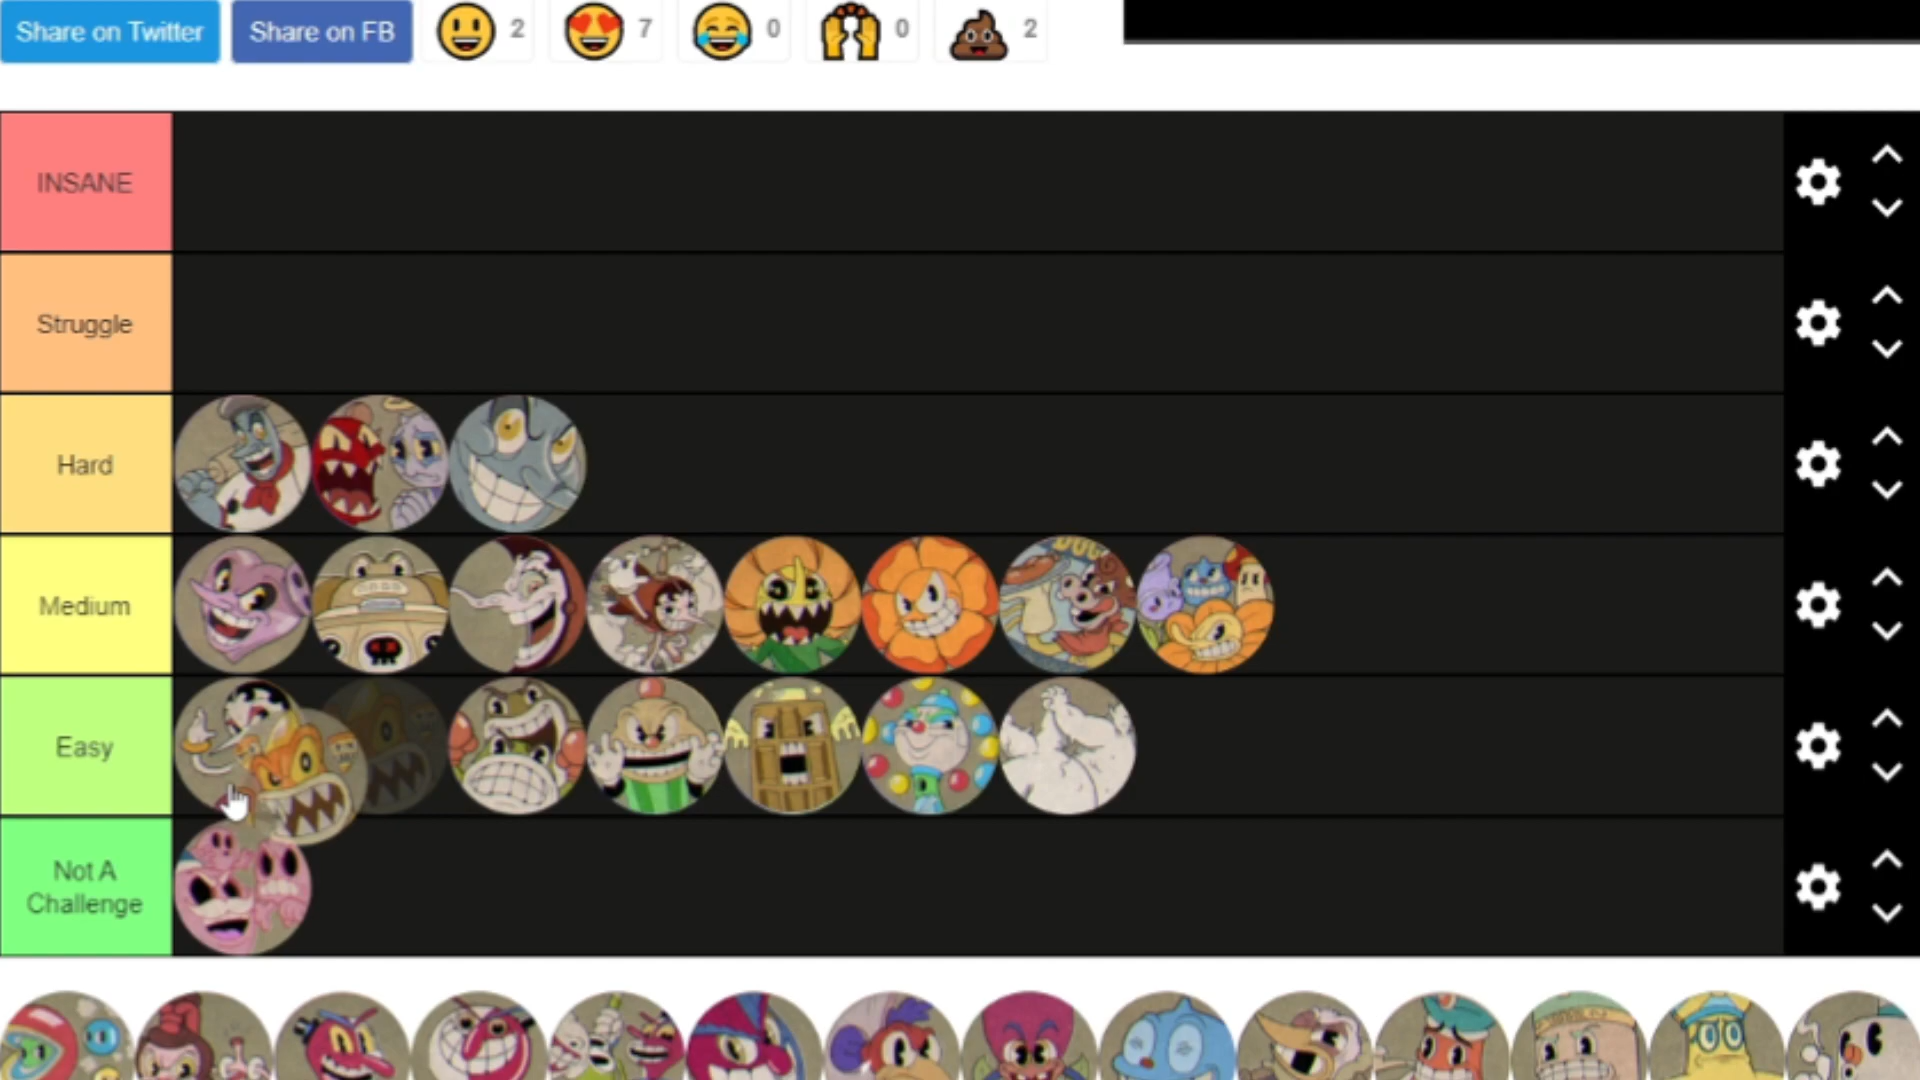 Share on Twitter
Share on FB
2
7
0
0
2
INSANE
Struggle
Hard
Medium
Easy
Not A
Challenge